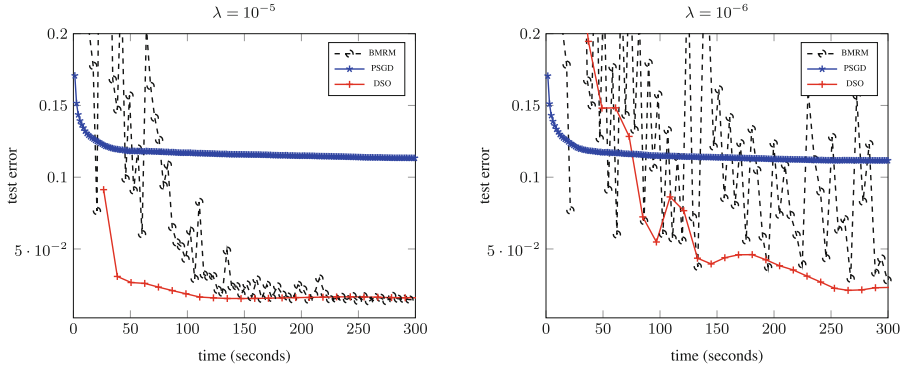 λ = 10⁻⁵
0.2
0.15
0.1
5 · 10⁻²
0
50
100
150
200
250
300
test error
time (seconds)
BMRM
PSGD
DSO
λ = 10⁻⁶
0.2
0.15
0.1
5 · 10⁻²
0
50
100
150
200
250
300
test error
time (seconds)
BMRM
PSGD
DSO